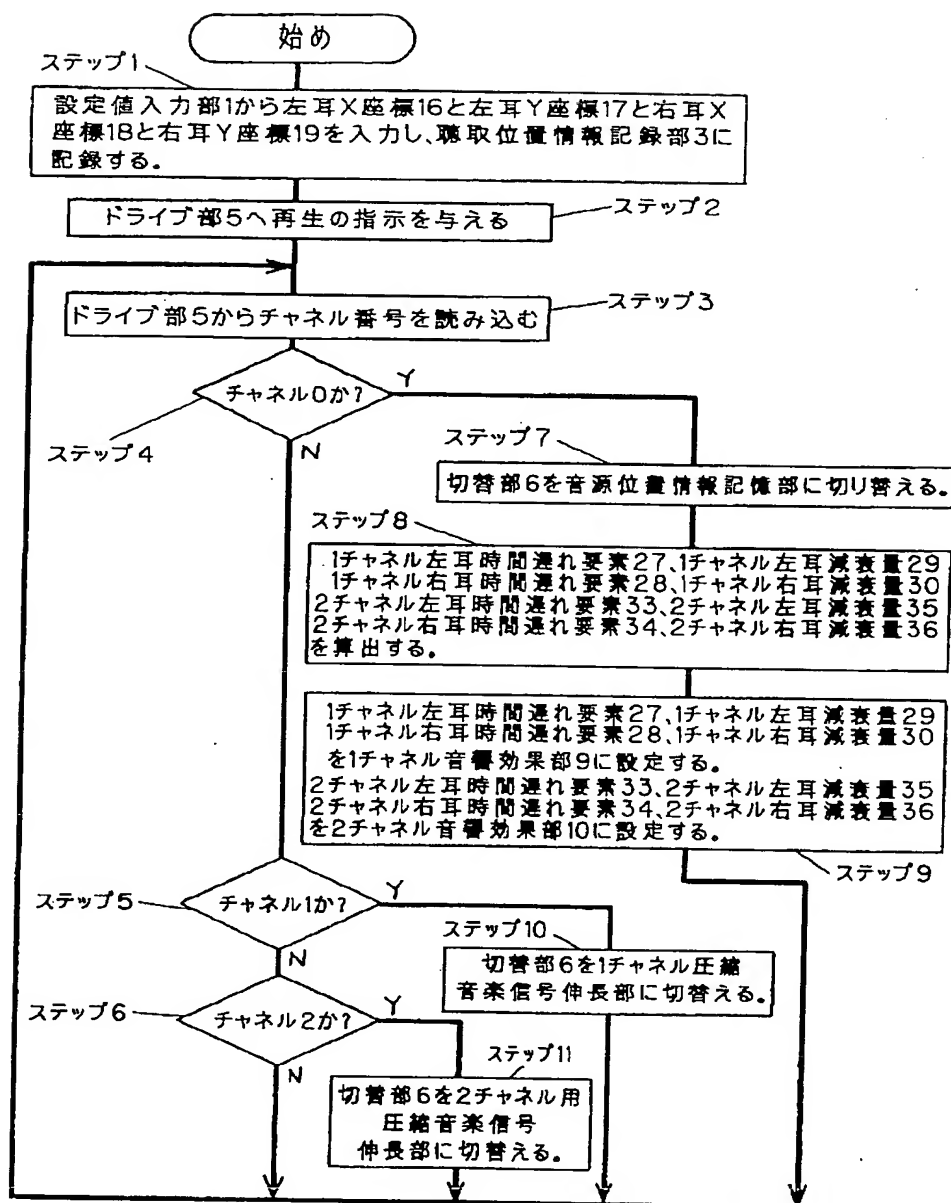 始め
ステップ1
設定値入力部1から左耳X座標16と左耳Y座標17と右耳X
座標18と右耳Y座標19を入力し、聴取位置情報記録部3に
記録する。
ドライブ部5へ再生の指示を与える
ステップ2
ドライブ部5からチャネル番号を読み込む
ステップ3
チャネル0か?
Y
N
ステップ4
ステップ7
切替部6を音源位置情報記憶部に切り替える。
ステップ8
1チャネル左耳時間遅れ要素27、1チャネル左耳減衰量29
1チャネル右耳時間遅れ要素28、1チャネル右耳減衰量30
2チャネル左耳時間遅れ要素33、2チャネル左耳減衰量35
2チャネル右耳時間遅れ要素34、2チャネル右耳減衰量36
を算出する。
1チャネル左耳時間遅れ要素27、1チャネル左耳減衰量29
1チャネル右耳時間遅れ要素28、1チャネル右耳減衰量30
を1チャネル音響効果部9に設定する。
2チャネル左耳時間遅れ要素33、2チャネル左耳減衰量35
2チャネル右耳時間遅れ要素34、2チャネル右耳減衰量36
を2チャネル音響効果部10に設定する。
ステップ9
ステップ5
チャネル1か?
Y
N
ステップ10
切替部6を1チャネル圧縮
音楽信号伸長部に切替える。
ステップ6
チャネル2か?
Y
N
ステップ11
切替部6を2チャネル用
圧縮音楽信号
伸長部に切替える。